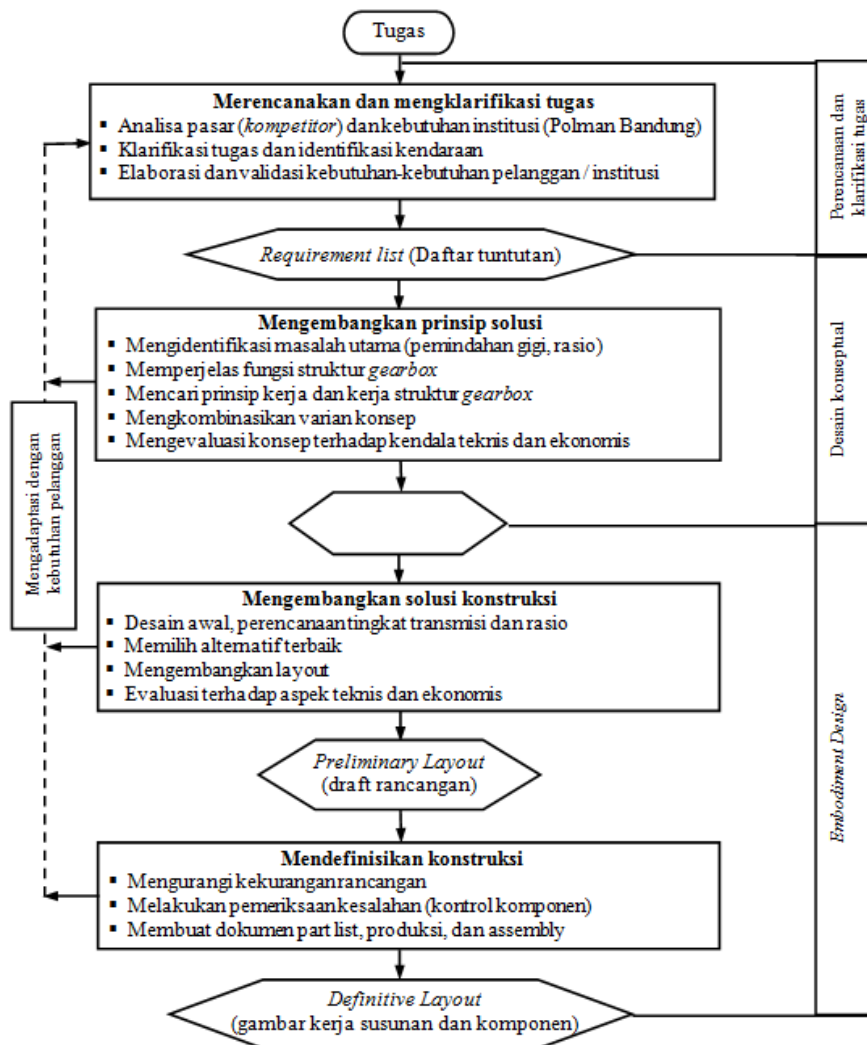 Tugas
Merencanakan dan mengklarifikasi tugas
▪ Analisa pasar (kompetitor) dan kebutuhan institusi (Polman Bandung)
▪ Klarifikasi tugas dan identifikasi kendaraan
▪ Elaborasi dan validasi kebutuhan-kebutuhan pelanggan / institusi
Perencanaan dan
klarifikasi tugas
Requirement list (Daftar tuntutan)
Mengembangkan prinsip solusi
▪ Mengidentifikasi masalah utama (pemindahan gigi, rasio)
▪ Memperjelas fungsi struktur gearbox
▪ Mencari prinsip kerja dan kerja struktur gearbox
▪ Mengkombinasikan varian konsep
▪ Mengevaluasi konsep terhadap kendala teknis dan ekonomis
Desain konseptual
Mengadaptasi dengan
kebutuhan pelanggan
Mengembangkan solusi konstruksi
▪ Desain awal, perencanaan tingkat transmisi dan rasio
▪ Memilih alternatif terbaik
▪ Mengembangkan layout
▪ Evaluasi terhadap aspek teknis dan ekonomis
Preliminary Layout
(draft rancangan)
Embodiment Design
Mendefinisikan konstruksi
▪ Mengurangi kekurangan rancangan
▪ Melakukan pemeriksaan kesalahan (kontrol komponen)
▪ Membuat dokumen part list, produksi, dan assembly
Definitive Layout
(gambar kerja susunan dan komponen)